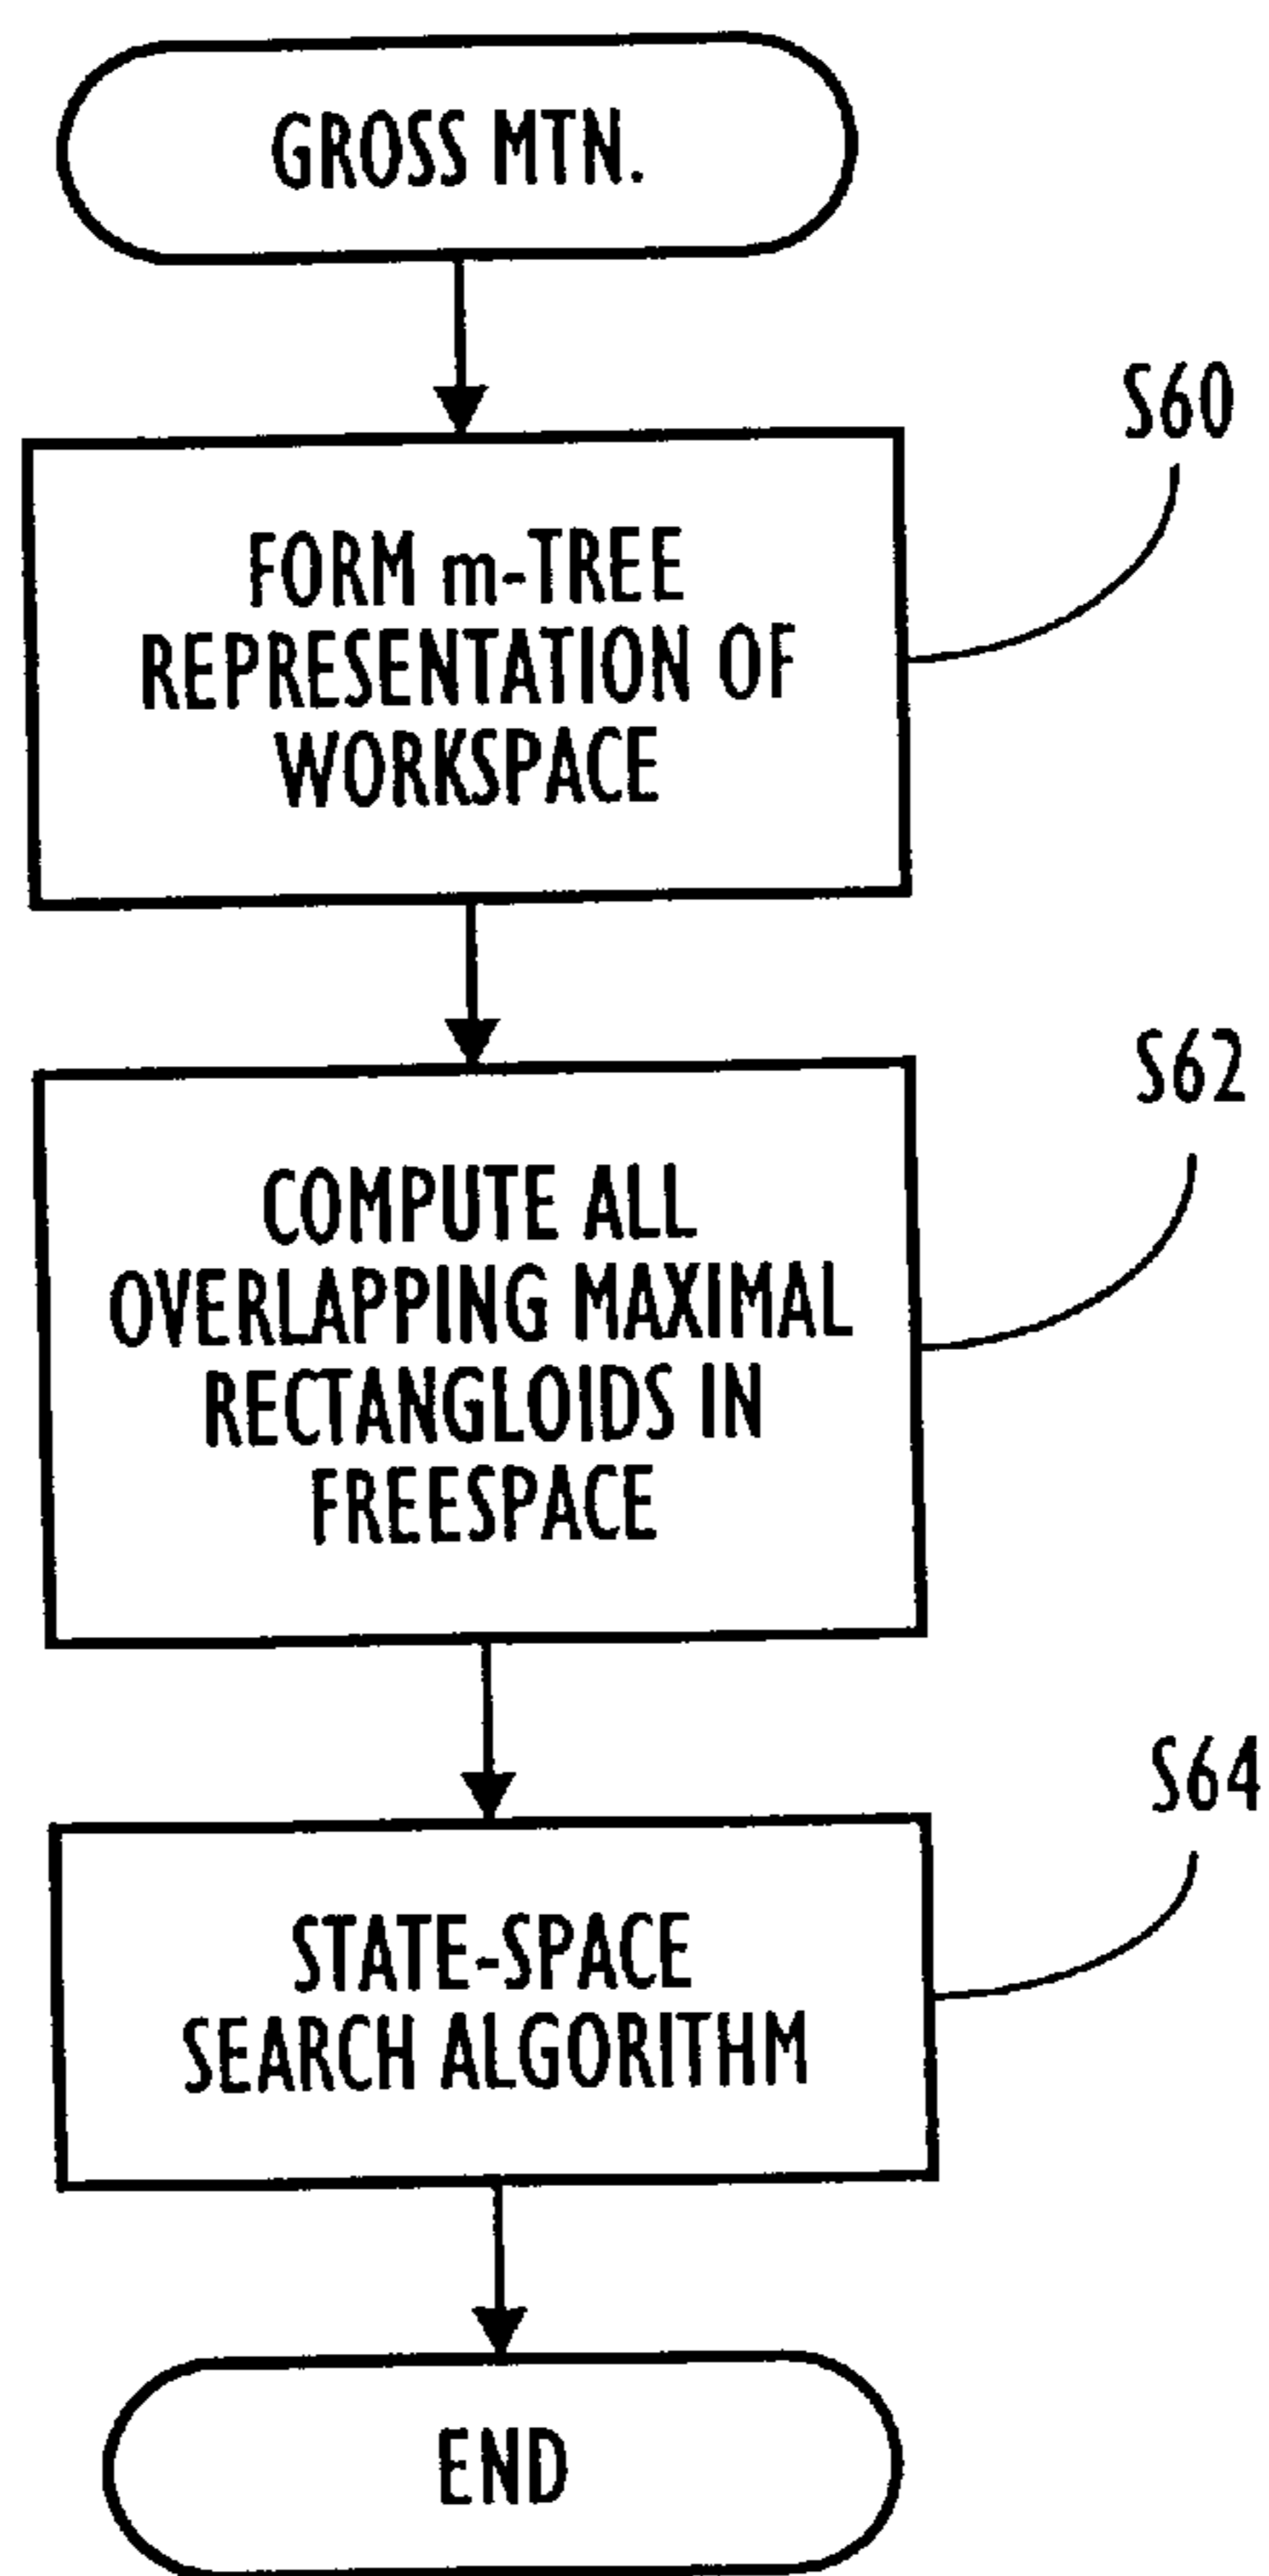 GROSS MTN.
S60
FORM m-TREE
REPRESENTATION OF
WORKSPACE
S62
COMPUTE ALL
OVERLAPPING MAXIMAL
RECTANGLOIDS IN
FREESPACE
S64
STATE-SPACE
SEARCH ALGORITHM
END